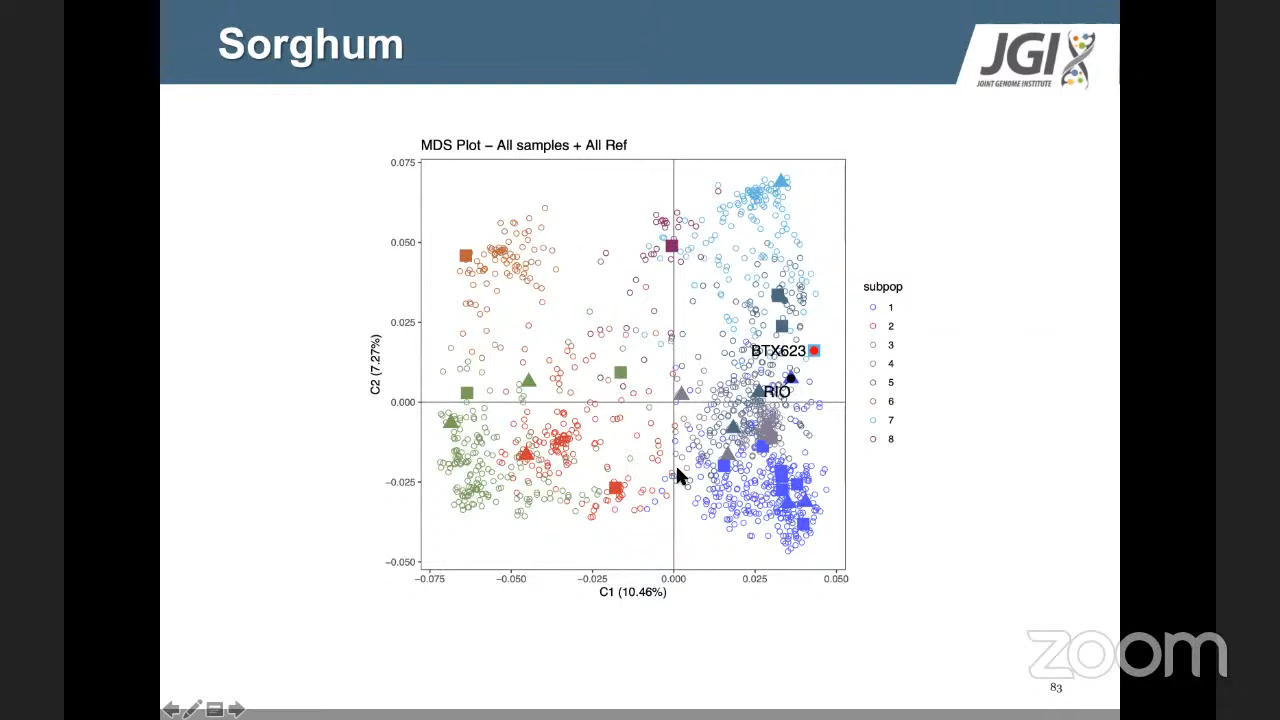 Sorghum
JGI
JOINT GENOME INSTITUTE
MDS Plot – All samples + All Ref
0.075
0.050
0.025
0.000
−0.025
−0.050
C2 (7.27%)
BTX623
RIO
−0.075
−0.050
−0.025
0.000
0.025
0.050
C1 (10.46%)
subpop
1
2
3
4
5
6
7
8
zoom
83